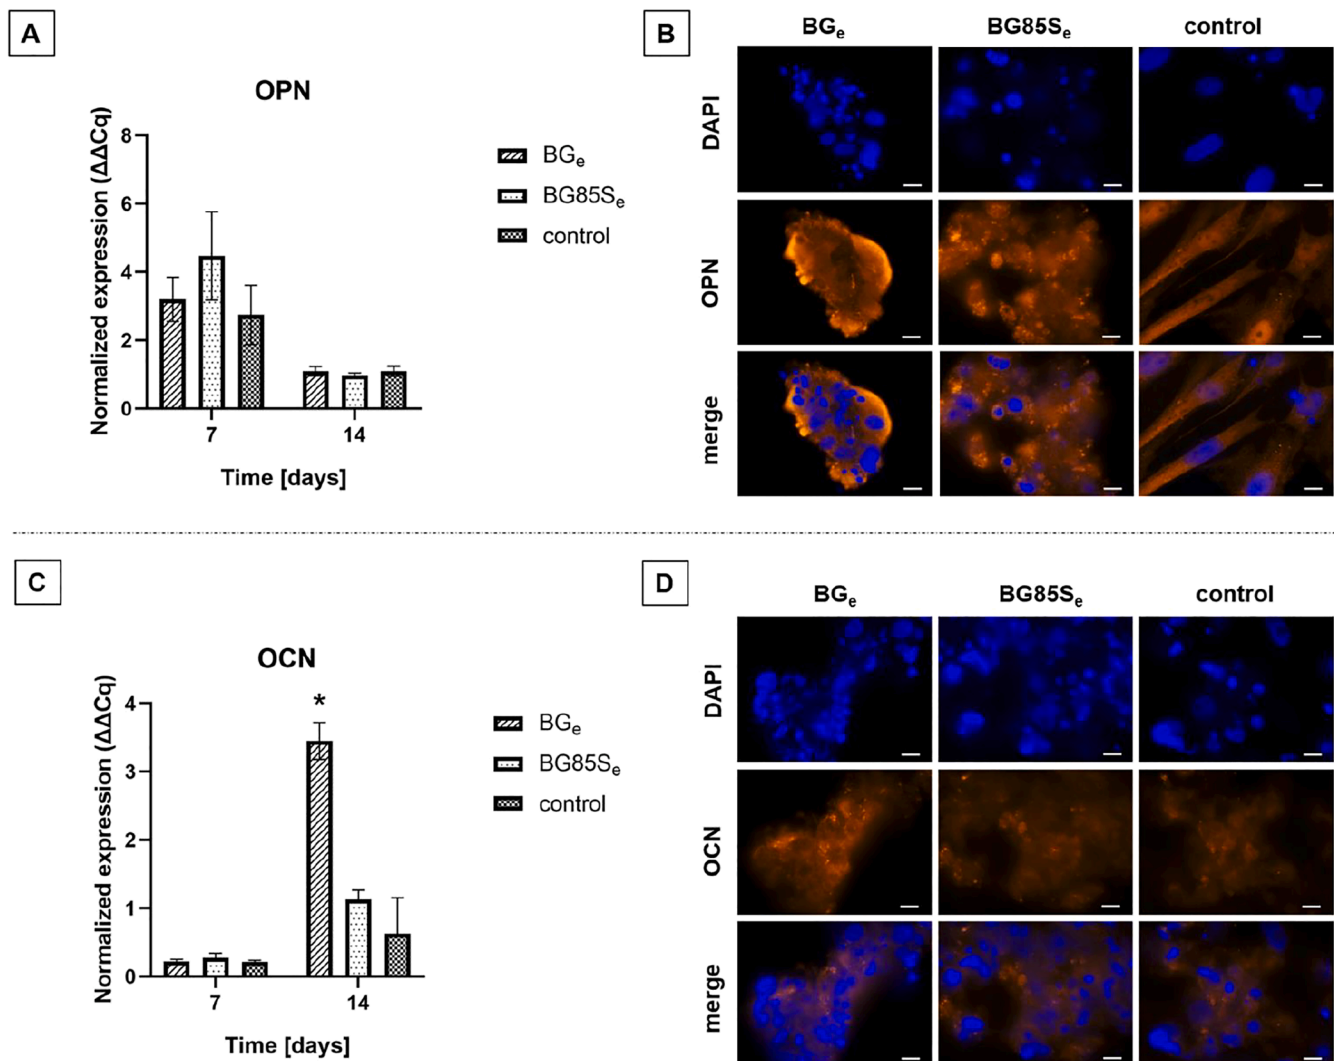 A
OPN
Normalized expression (ΔΔCq)
8
6
4
2
0
7
14
Time [days]
BGe
BG85Se
control
B
BGe
BG85Se
control
DAPI
OPN
merge
C
OCN
Normalized expression (ΔΔCq)
4
3
2
1
0
*
7
14
Time [days]
BGe
BG85Se
control
D
BGe
BG85Se
control
DAPI
OCN
merge